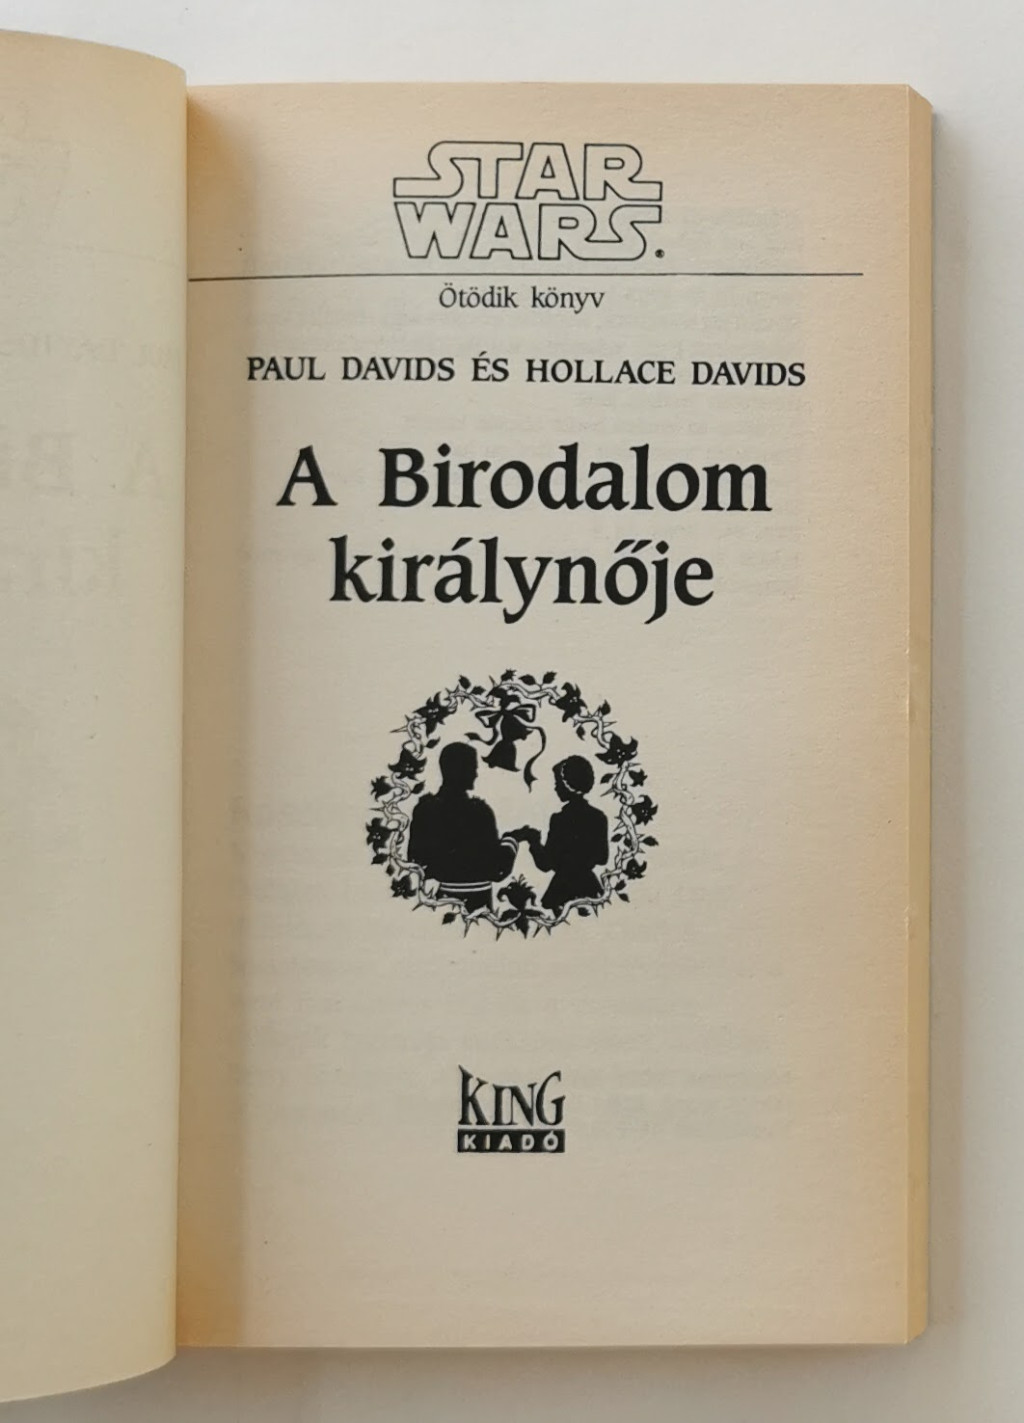 STAR
WARS®
Ötödik könyv
PAUL DAVIDS ÉS HOLLACE DAVIDS
A Birodalom
királynője
KING
KIADÓ